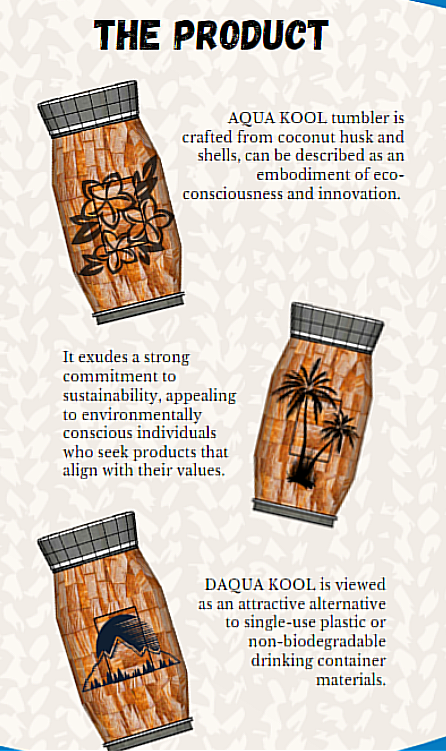 THE PRODUCT
AQUA KOOL tumbler is
crafted from coconut husk and
shells, can be described as an
embodiment of eco-
consciousness and innovation.
It exudes a strong
commitment to
sustainability, appealing
to environmentally
conscious individuals
who seek products that
align with their values.
DAQUA KOOL is viewed
as an attractive alternative
to single-use plastic or
non-biodegradable
drinking container
materials.